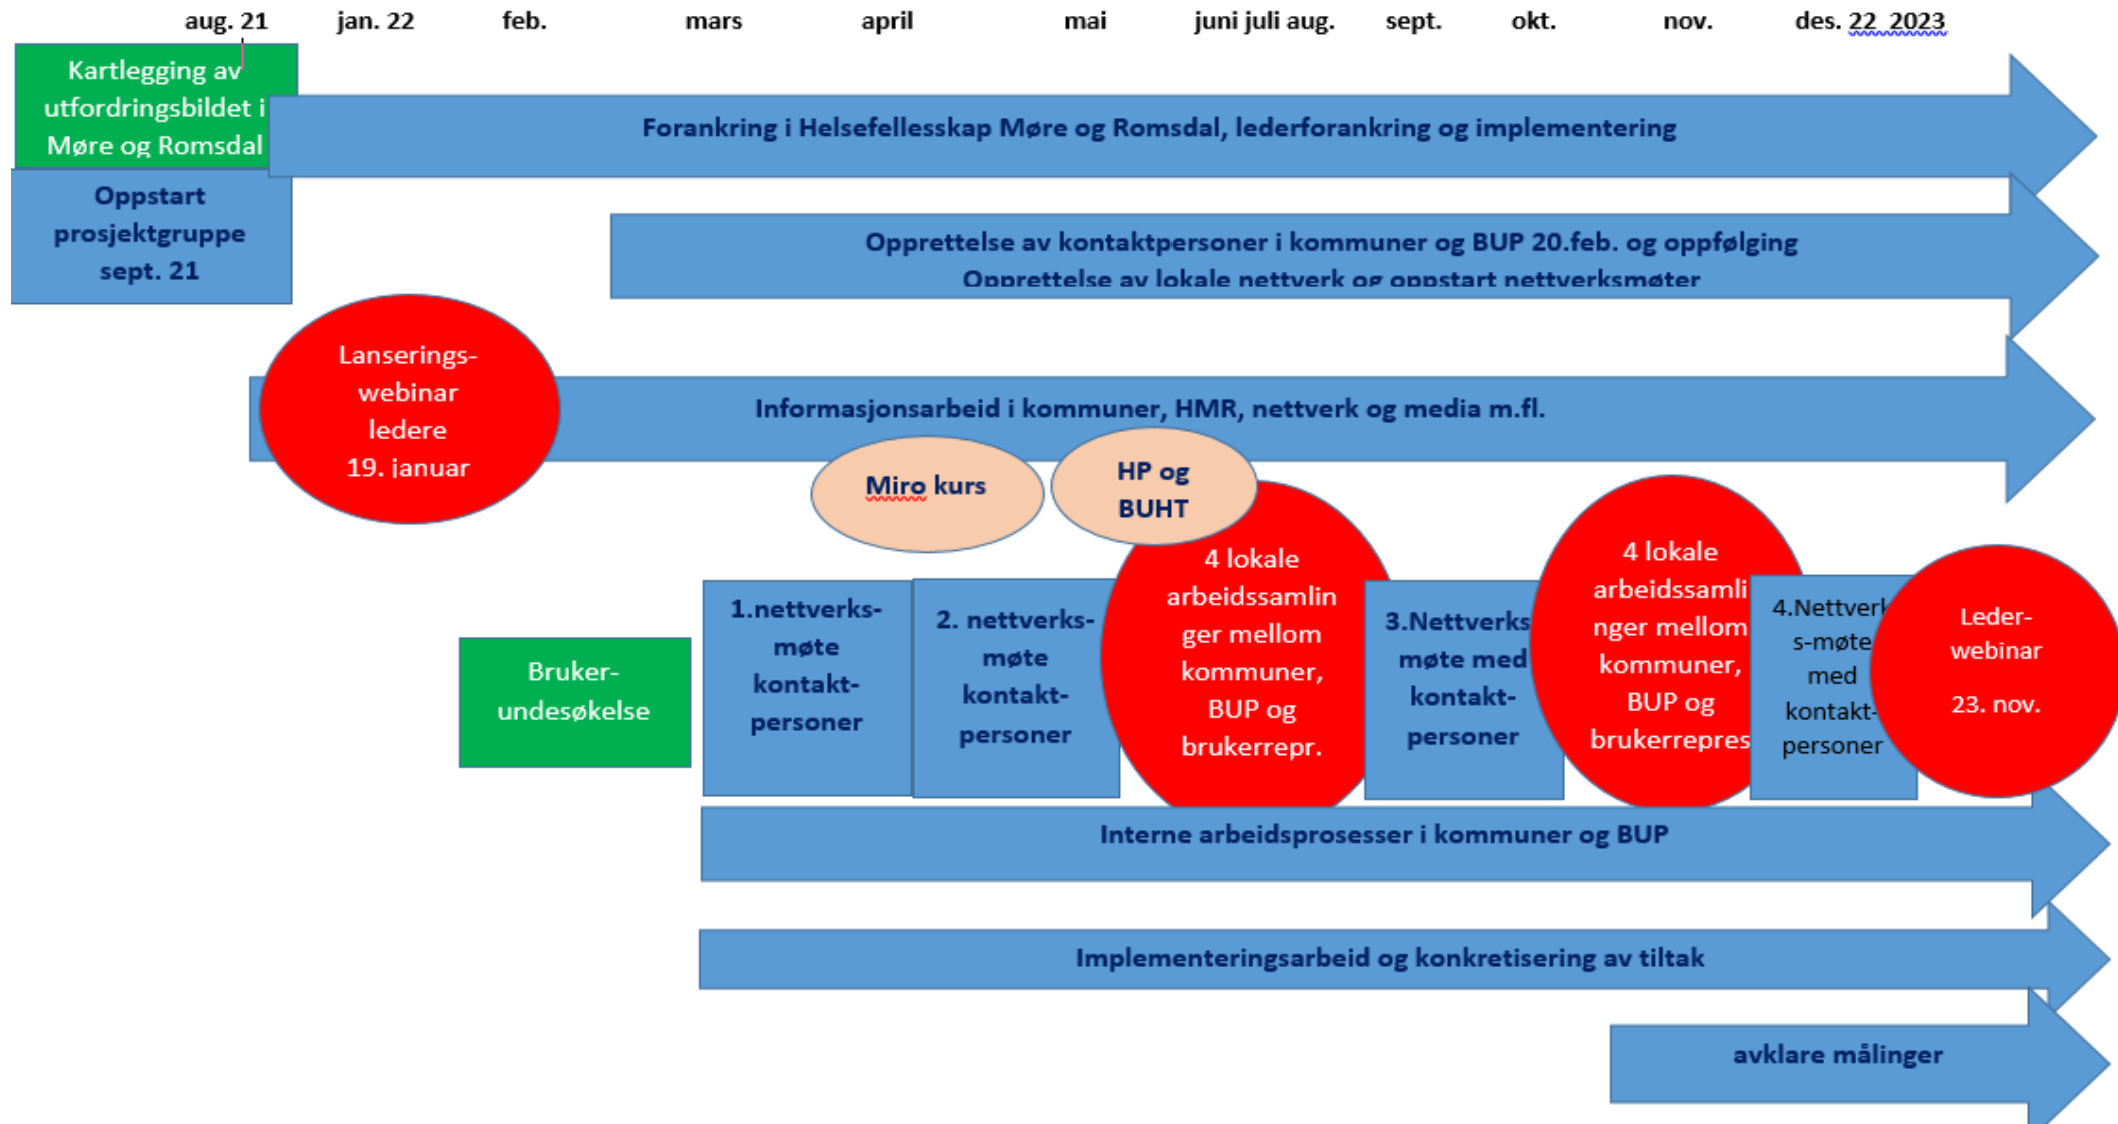 aug. 21 jan. 22 feb. mars april mai juni juli aug. sept. okt. nov. des. 22 2023
Kartlegging av
utfordringsbildet i
Møre og Romsdal
Forankring i Helsefellesskap Møre og Romsdal, lederforankring og implementering
Oppstart
prosjektgruppe
sept. 21
Opprettelse av kontaktpersoner i kommuner og BUP 20.feb. og oppfølging
Opprettelse av lokale nettverk og oppstart nettverksmøter
Lanserings-
webinar
ledere
19. januar
Informasjonsarbeid i kommuner, HMR, nettverk og media m.fl.
Miro kurs
HP og
BUHT
Bruker-
undesøkelse
1.nettverks-
møte
kontakt-
personer
2. nettverks-
møte
kontakt-
personer
4 lokale
arbeidssamlin
ger mellom
kommuner,
BUP og
brukerrepr.
3.Nettverks
møte med
kontakt-
personer
4 lokale
arbeidssamli
nger mellom
kommuner,
BUP og
brukerrepres
4.Nettverk
s-møte
med
kontakt-
personer
Leder-
webinar
23. nov.
Interne arbeidsprosesser i kommuner og BUP
Implementeringsarbeid og konkretisering av tiltak
avklare målinger